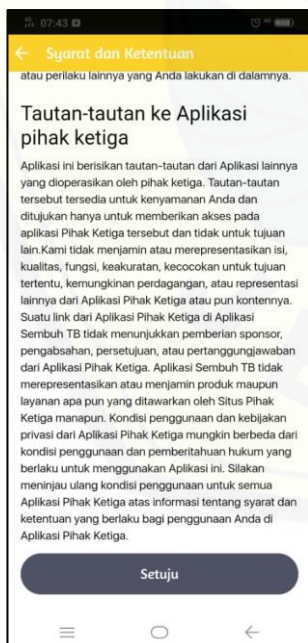 07:43
Syarat dan Ketentuan
atau perilaku lainnya yang Anda lakukan di dalamnya.
Tautan-tautan ke Aplikasi
pihak ketiga
Aplikasi ini berisikan tautan-tautan dari Aplikasi lainnya
yang dioperasikan oleh pihak ketiga. Tautan-tautan
tersebut tersedia untuk kenyamanan Anda dan
ditujukan hanya untuk memberikan akses pada
aplikasi Pihak Ketiga tersebut dan tidak untuk tujuan
lain.Kami tidak menjamin atau merepresentasikan isi,
kualitas, fungsi, keakuratan, kecocokan untuk tujuan
tertentu, kemungkinan perdagangan, atau representasi
lainnya dari Aplikasi Pihak Ketiga atau pun kontennya.
Suatu link dari Aplikasi Pihak Ketiga di Aplikasi
Sembuh TB tidak menunjukkan pemberian sponsor,
pengabsahan, persetujuan, atau pertanggungjawaban
dari Aplikasi Pihak Ketiga. Aplikasi Sembuh TB tidak
merepresentasikan atau menjamin produk maupun
layanan apa pun yang ditawarkan oleh Situs Pihak
Ketiga manapun. Kondisi penggunaan dan kebijakan
privasi dari Aplikasi Pihak Ketiga mungkin berbeda dari
kondisi penggunaan dan pemberitahuan hukum yang
berlaku untuk menggunakan Aplikasi ini. Silakan
meninjau ulang kondisi penggunaan untuk semua
Aplikasi Pihak Ketiga atas informasi tentang syarat dan
ketentuan yang berlaku bagi penggunaan Anda di
Aplikasi Pihak Ketiga.
Setuju